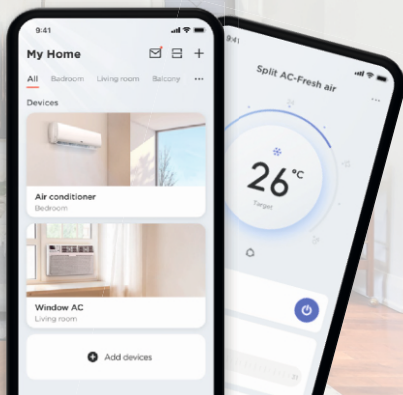 9:41
My Home
All Bedroom Living room Balcony •••
Devices
Air conditioner
Bedroom
Window AC
Living room
Add devices
9:41
Split AC-Fresh air
26°C
Target